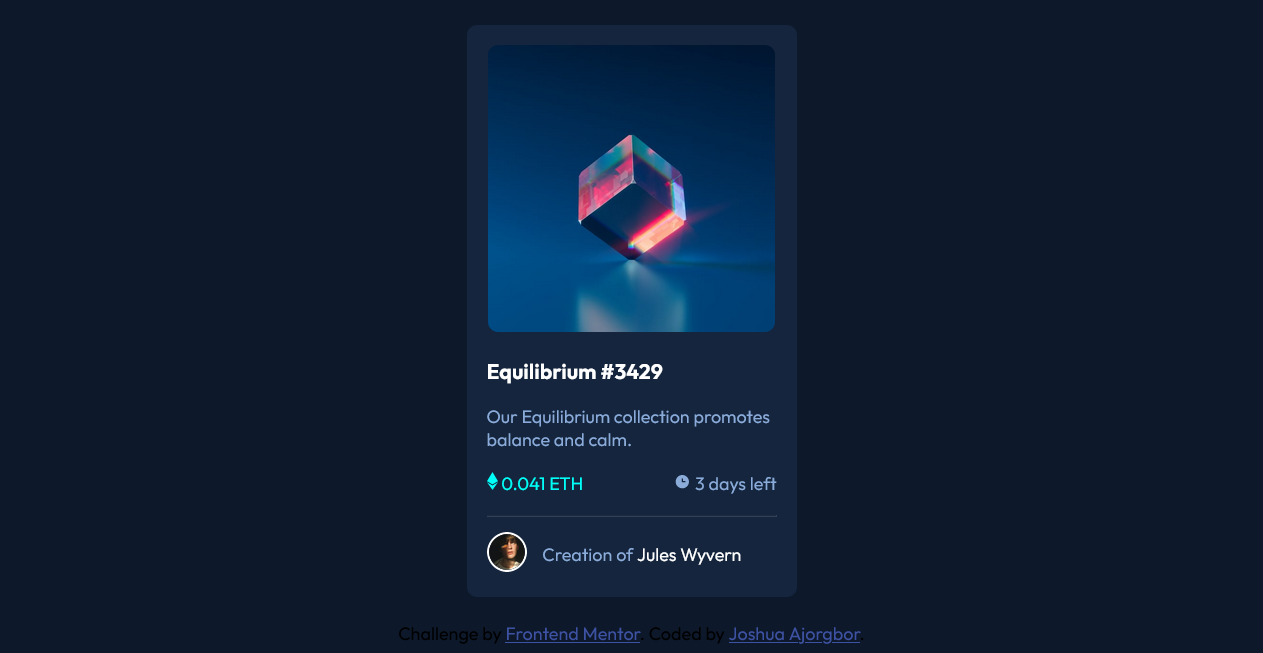 Equilibrium #3429
Our Equilibrium collection promotes
balance and calm.
0.041 ETH 3 days left
Creation of Jules Wyvern
Challenge by Frontend Mentor. Coded by Joshua Ajorgbor.